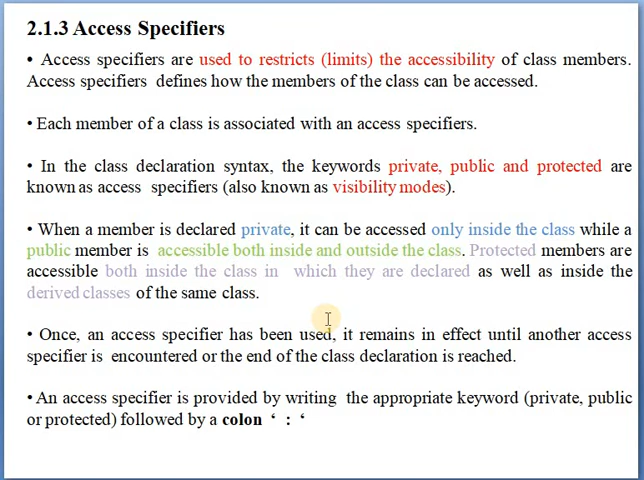 2.1.3 Access Specifiers
• Access specifiers are used to restricts (limits) the accessibility of class members.
Access specifiers defines how the members of the class can be accessed.
• Each member of a class is associated with an access specifiers.
• In the class declaration syntax, the keywords private, public and protected are
known as access specifiers (also known as visibility modes).
• When a member is declared private, it can be accessed only inside the class while a
public member is accessible both inside and outside the class. Protected members are
accessible both inside the class in which they are declared as well as inside the
derived classes of the same class.
• Once, an access specifier has been used, it remains in effect until another access
specifier is encountered or the end of the class declaration is reached.
• An access specifier is provided by writing the appropriate keyword (private, public
or protected) followed by a colon ‘ : ‘